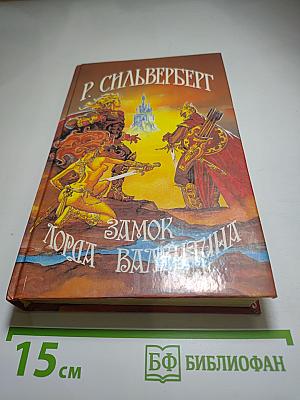 Р. СИЛЬВЕРБЕРГ
ЗАМОК
ЛОРДА ВАЛЕНТИНА
15 см
БФ БИБЛИОФАН